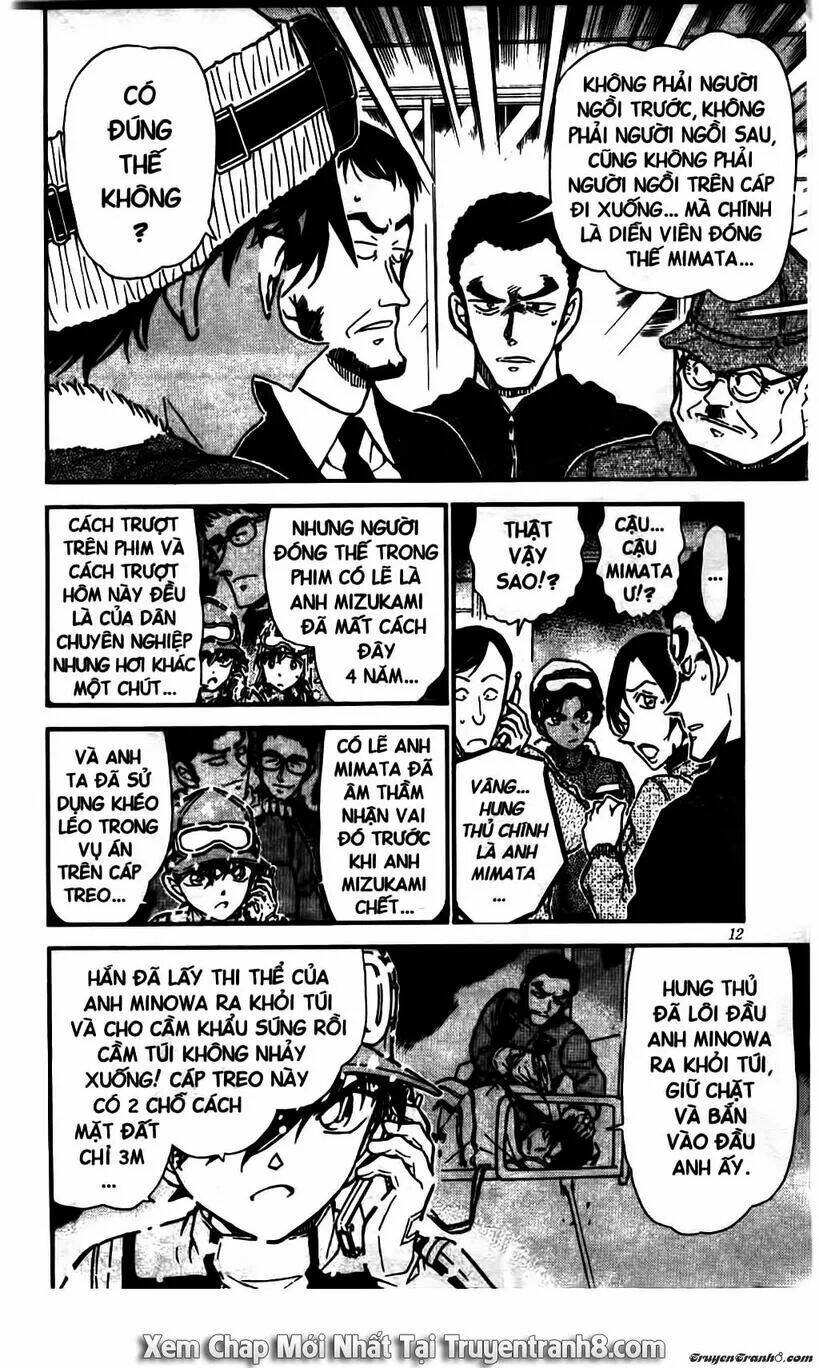 KHÔNG PHẢI NGƯỜI
NGỒI TRƯỚC, KHÔNG
PHẢI NGƯỜI NGỒI SAU,
CŨNG KHÔNG PHẢI
NGƯỜI NGỒI TRÊN CÁP
ĐI XUỐNG... MÀ CHÍNH
LÀ DIỄN VIÊN ĐÓNG
THẾ MIMATA...
CÓ
ĐÚNG
THẾ
KHÔNG
?
...
CẬU...
CẬU
MIMATA
Ư!?
THẬT
VẬY
SAO!?
VÂNG...
HUNG
THỦ CHÍNH
LÀ ANH
MIMATA
...
NHƯNG NGƯỜI
ĐÓNG THẾ TRONG
PHIM CÓ LẼ LÀ
ANH MIZUKAMI
ĐÃ MẤT CÁCH
ĐÂY
4 NĂM...
CÁCH TRƯỢT
TRÊN PHIM VÀ
CÁCH TRƯỢT
HÔM NÀY ĐỀU
LÀ CỦA DÂN
CHUYÊN NGHIỆP
NHƯNG HƠI KHÁC
MỘT CHÚT...
CÓ LẼ ANH
MIMATA ĐÃ
ÂM THẦM
NHẬN VAI
ĐÓ TRƯỚC
KHI ANH
MIZUKAMI
CHẾT...
VÀ ANH
TA ĐÃ SỬ
DỤNG KHÉO
LÉO TRONG
VỤ ÁN
TRÊN CÁP
TREO...
12
HUNG THỦ
ĐÃ LÔI ĐẦU
ANH MINOWA
RA KHỎI TÚI,
GIỮ CHẶT
VÀ BẮN
VÀO ĐẦU
ANH ẤY.
HẮN ĐÃ LẤY THI THỂ CỦA
ANH MINOWA RA KHỎI TÚI
VÀ CHO CẦM KHẨU SÚNG RỒI
CẦM TÚI KHÔNG NHẢY
XUỐNG! CÁP TREO NÀY
CÓ 2 CHỖ CÁCH
MẶT ĐẤT
CHỈ 3M
...
Xem Chap Mới Nhất Tại Truyentranh8.com
TruyenTranh8.com